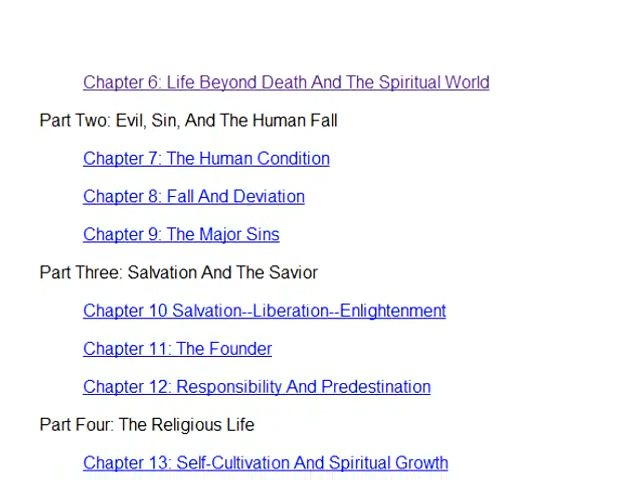 Chapter 6: Life Beyond Death And The Spiritual World
Part Two: Evil, Sin, And The Human Fall
Chapter 7: The Human Condition
Chapter 8: Fall And Deviation
Chapter 9: The Major Sins
Part Three: Salvation And The Savior
Chapter 10 Salvation--Liberation--Enlightenment
Chapter 11: The Founder
Chapter 12: Responsibility And Predestination
Part Four: The Religious Life
Chapter 13: Self-Cultivation And Spiritual Growth